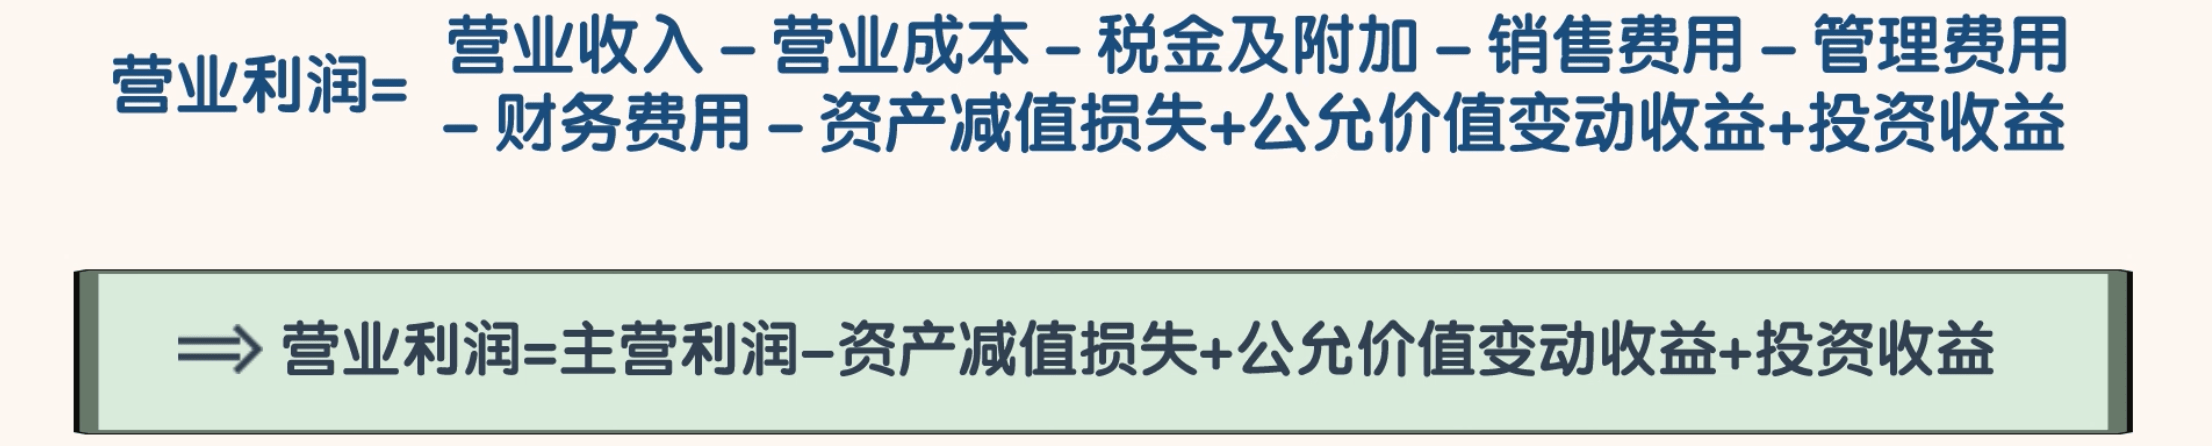 营业利润=
营业收入 – 营业成本 – 税金及附加 – 销售费用 – 管理费用
– 财务费用 – 资产减值损失+公允价值变动收益+投资收益
⇒ 营业利润=主营利润–资产减值损失+公允价值变动收益+投资收益